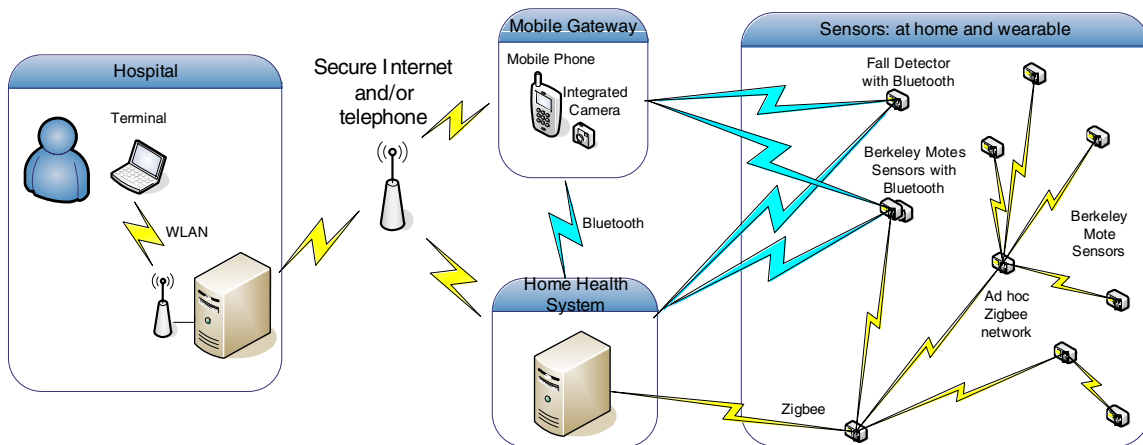 Hospital
Terminal
WLAN
Secure Internet
and/or
telephone
Mobile Gateway
Mobile Phone
Integrated
Camera
Bluetooth
Home Health
System
Sensors: at home and wearable
Fall Detector
with Bluetooth
Berkeley Motes
Sensors with
Bluetooth
Berkeley
Mote
Sensors
Ad hoc
Zigbee
network
Zigbee